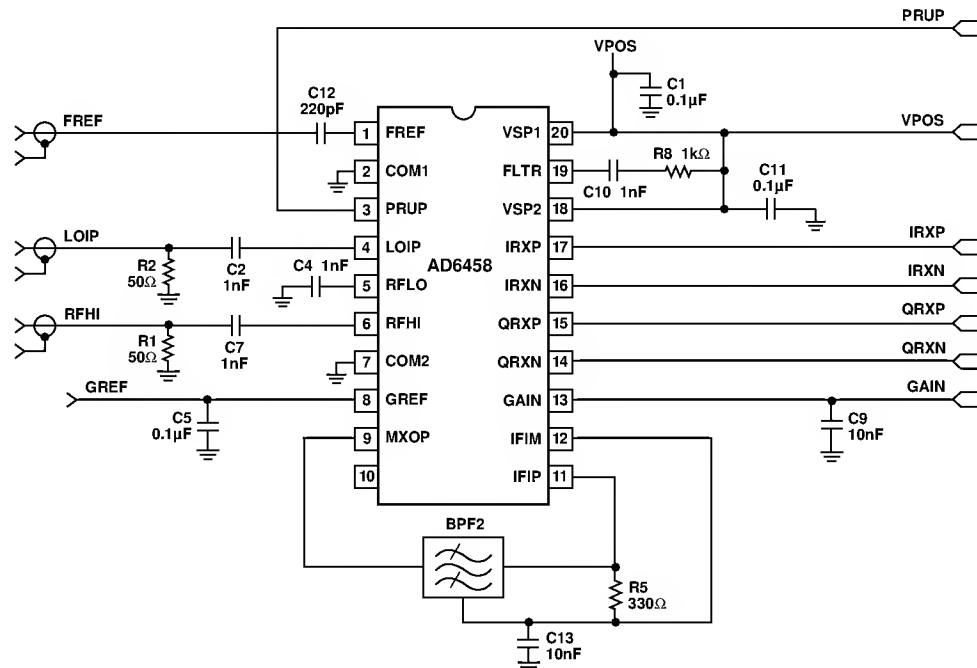 PRUP
VPOS
C1
0.1µF
C12
220pF
FREF
1 FREF
VSP1 20
VPOS
2 COM1
FLTR 19
C10 1nF
R8 1kΩ
C11
0.1µF
3 PRUP
VSP2 18
LOIP
R2
50Ω
C2
1nF
4 LOIP
IRXP 17
IRXP
AD6458
C4 1nF
5 RFLO
IRXN 16
IRXN
RFHI
R1
50Ω
C7
1nF
6 RFHI
QRXP 15
QRXP
7 COM2
QRXN 14
QRXN
GREF
C5
0.1µF
8 GREF
GAIN 13
GAIN
C9
10nF
9 MXOP
IFIM 12
10
IFIP 11
BPF2
R5
330Ω
C13
10nF